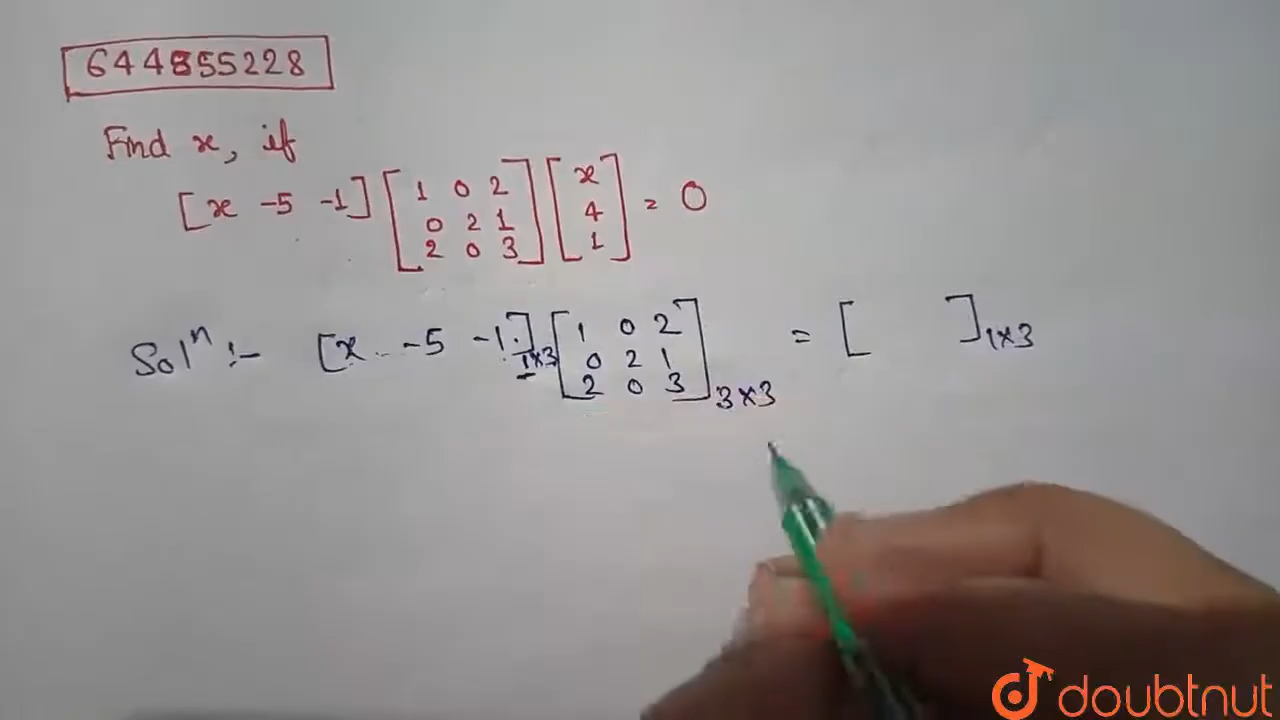 644855228
Find x, if
[x -5 -1] [1 0 2 [x
0 2 1 4
2 0 3] 1] = 0
Solⁿ :- [x -5 -1]1×3 [1 0 2
0 2 1
2 0 3]3×3 = [ ]1×3
doubtnut